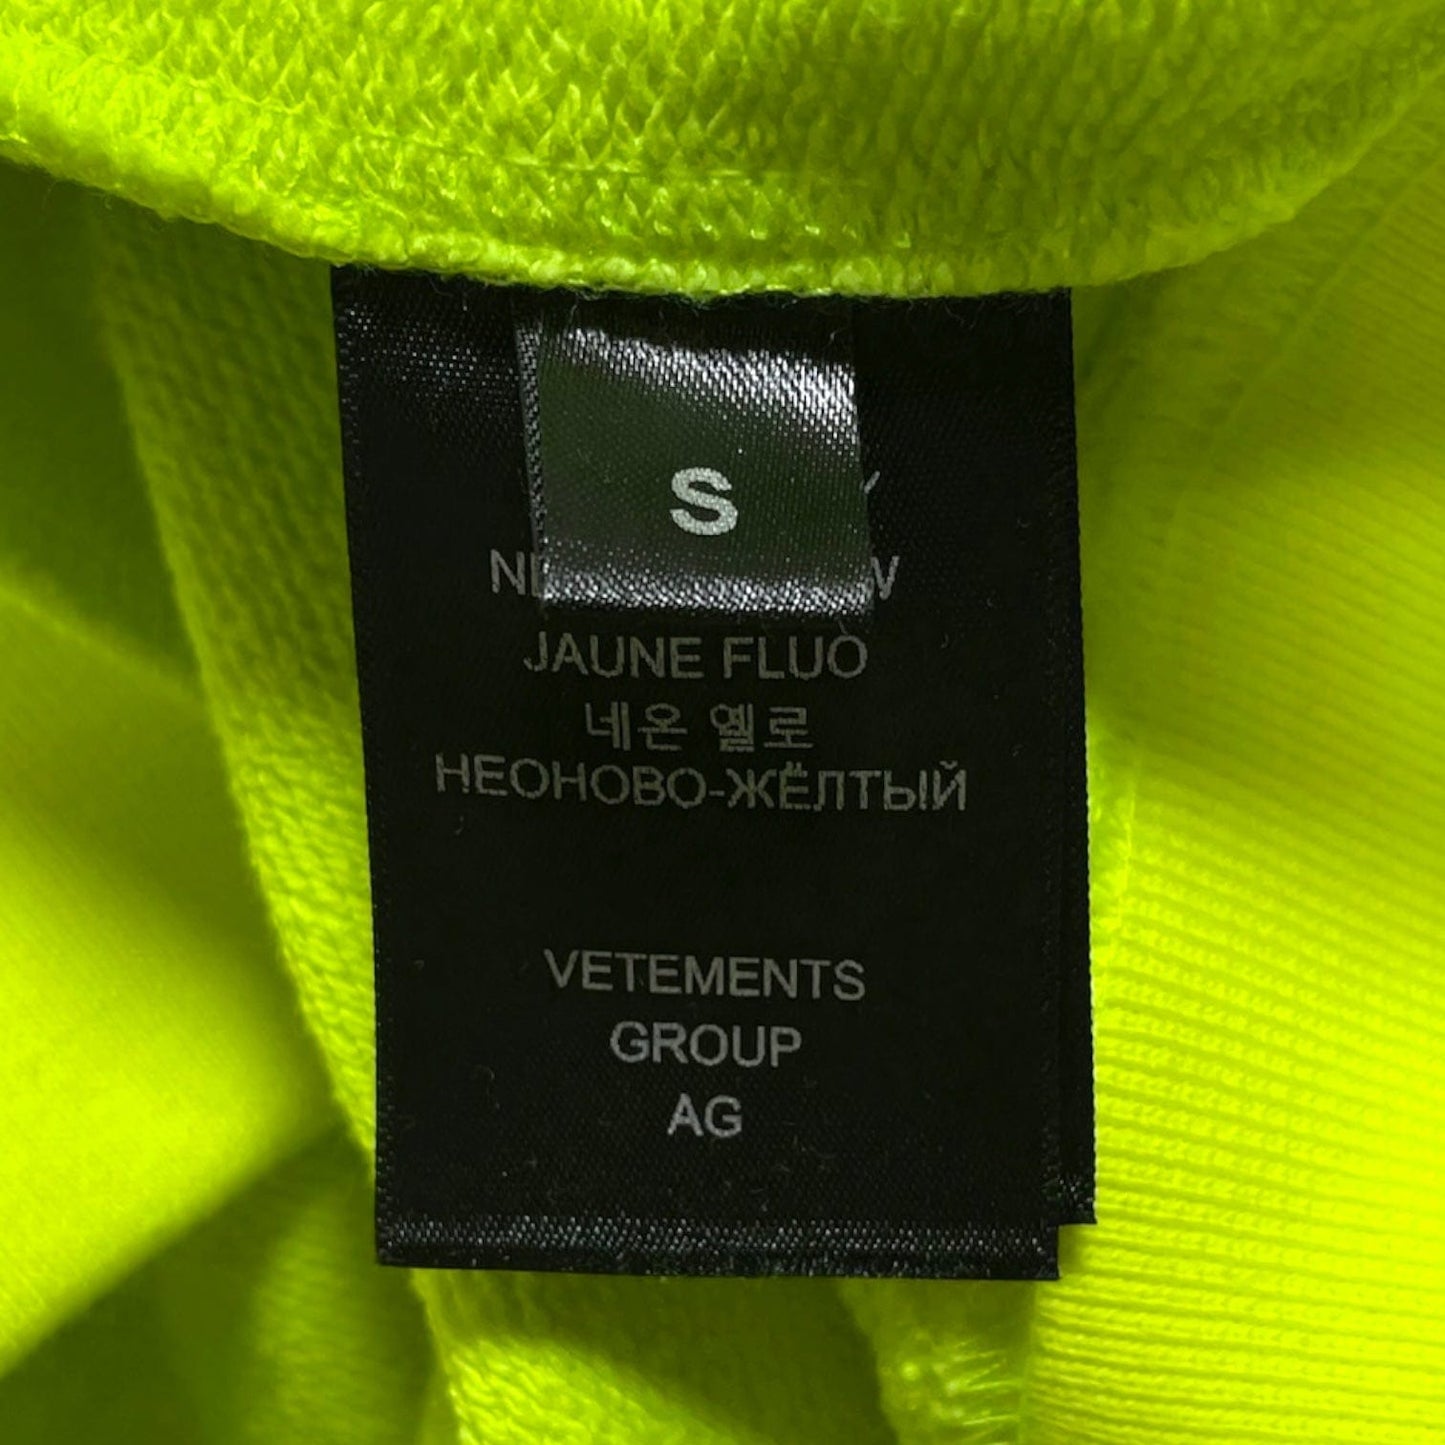 S
JAUNE FLUO
네온 옐로
НЕОНОВО-ЖЁЛТЫЙ
VETEMENTS
GROUP
AG